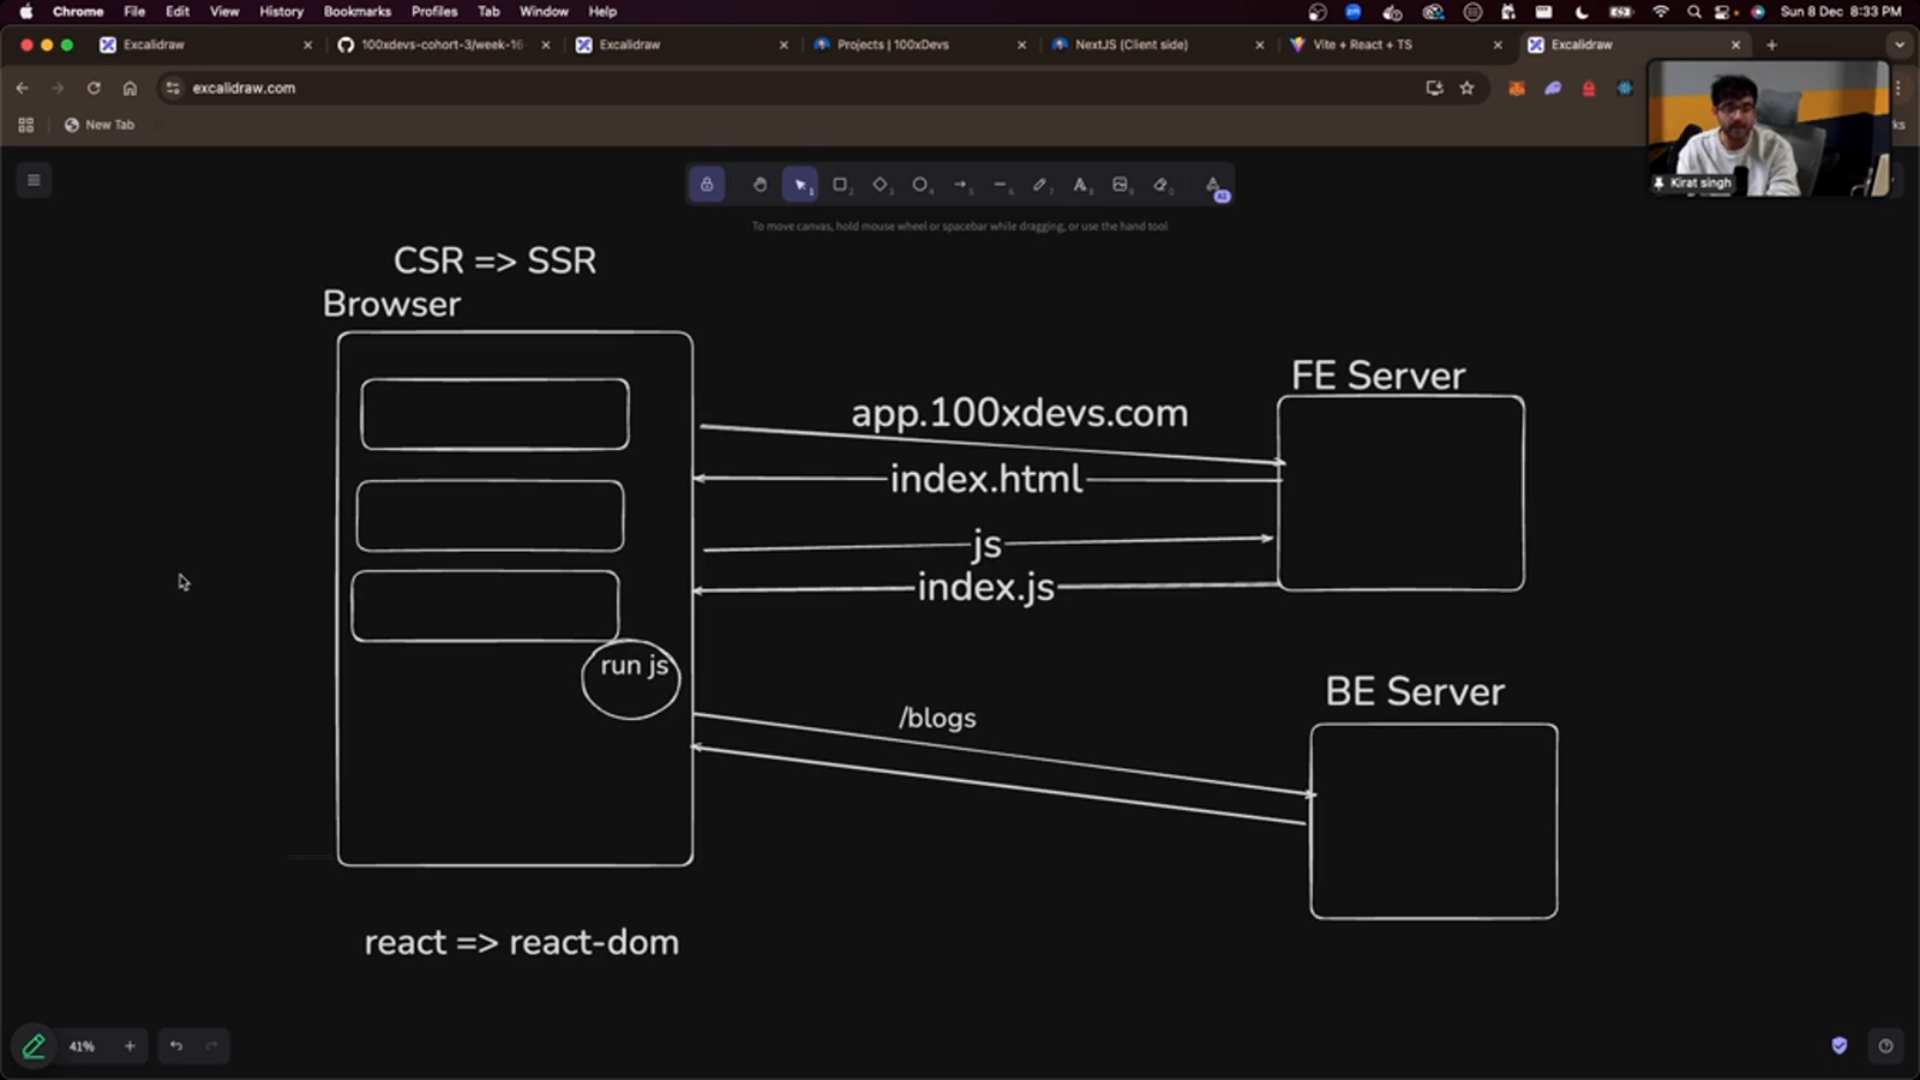 Chrome File Edit View History Bookmarks Profiles Tab Window Help Sun 8 Dec 8:33 PM
Excalidraw 100xdevs-cohort-3/week-16- Excalidraw Projects | 100xDevs NextJS (Client side) Vite + React + TS Excalidraw
excalidraw.com
New Tab
Kirat singh
To move canvas, hold mouse wheel or spacebar while dragging, or use the hand tool
CSR => SSR
Browser
FE Server
app.100xdevs.com
index.html
js
index.js
run js
BE Server
/blogs
react => react-dom
41%